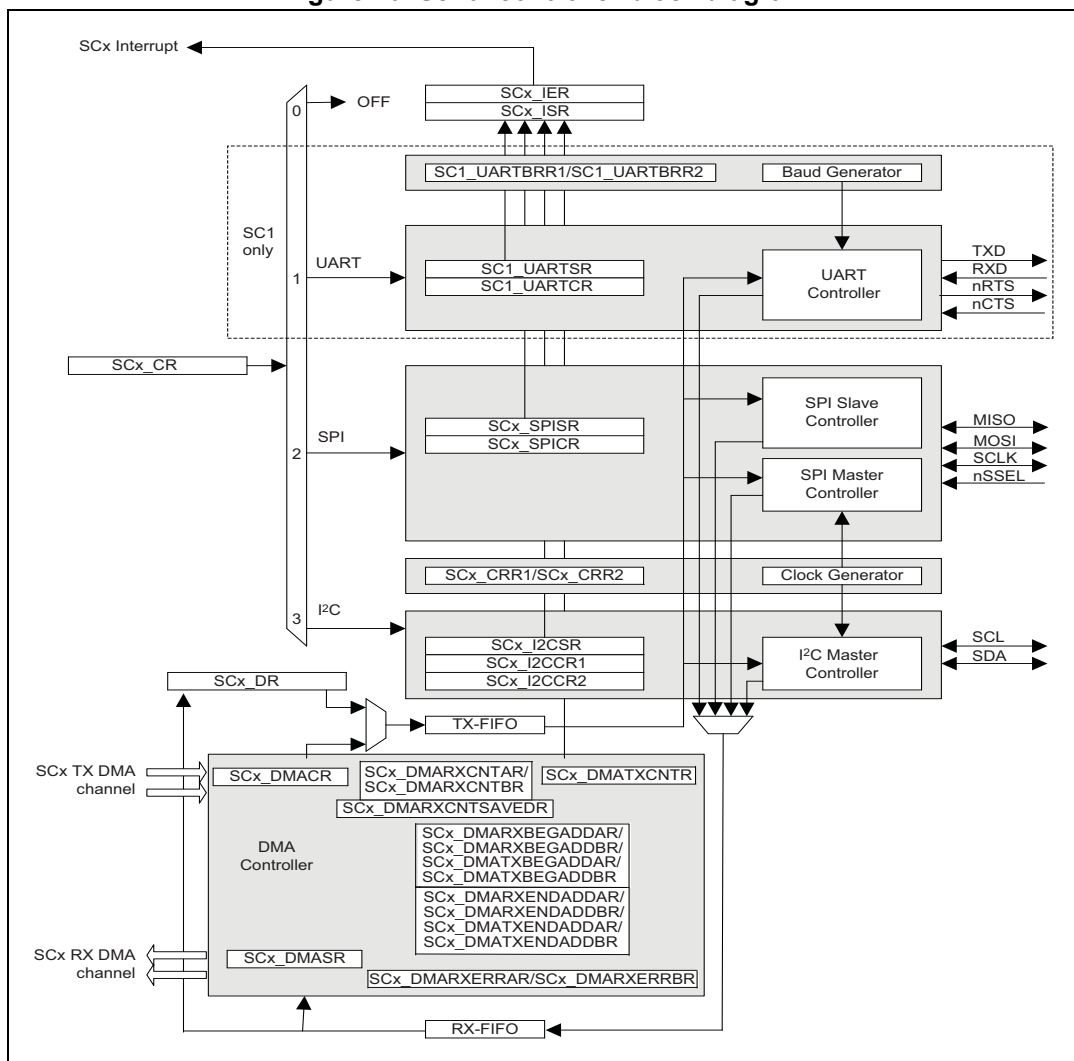 SCx Interrupt
SCx_IER
OFF
0
SCx_ISR
SC1_UARTBRR1/SC1_UARTBRR2
Baud Generator
SC1
only
UART
1
SC1_UARTSR
SC1_UARTCR
UART
Controller
TXD
RXD
nRTS
nCTS
SCx_CR
SPI
2
SCx_SPISR
SCx_SPICR
SPI Slave
Controller
SPI Master
Controller
MISO
MOSI
SCLK
nSSEL
SCx_CRR1/SCx_CRR2
Clock Generator
I²C
3
SCx_I2CSR
SCx_I2CCR1
SCx_I2CCR2
I²C Master
Controller
SCL
SDA
SCx_DR
TX-FIFO
SCx TX DMA
channel
SCx_DMACR
SCx_DMARXCNTAR/
SCx_DMARXCNTBR
SCx_DMATXCNTR
SCx_DMARXCNTSAVEDR
DMA
Controller
SCx_DMARXBEGADDAR/
SCx_DMARXBEGADDBR/
SCx_DMATXBEGADDAR/
SCx_DMATXBEGADDBR
SCx_DMARXENDADDAR/
SCx_DMARXENDADDBR/
SCx_DMATXENDADDAR/
SCx_DMATXENDADDBR
SCx RX DMA
channel
SCx_DMASR
SCx_DMARXERRAR/SCx_DMARXERRBR
RX-FIFO